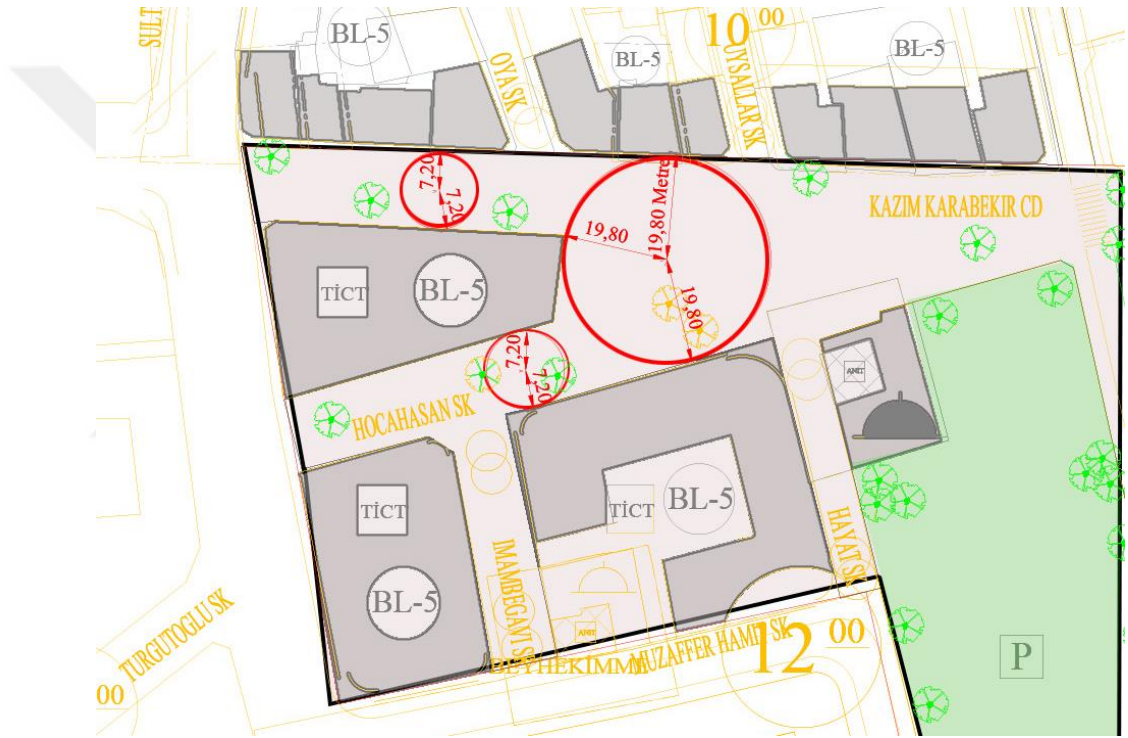 SULT
BL-5
OYA SK
BL-5
10 00
UYSALLAR SK
BL-5
7,20
7,20
19,80 Metre
19,80
19,80
KAZIM KARABEKIR CD
TİCT
BL-5
7,20
7,20
HOCAHASAN SK
ANIT
TİCT
BL-5
TİCT
BL-5
IMAMBEGAVI SK
HAYAT SK
ANIT
TURGUTOGLU SK
BEYHEKİMM
MUZAFFER HAMIT SK
12 00
00
P